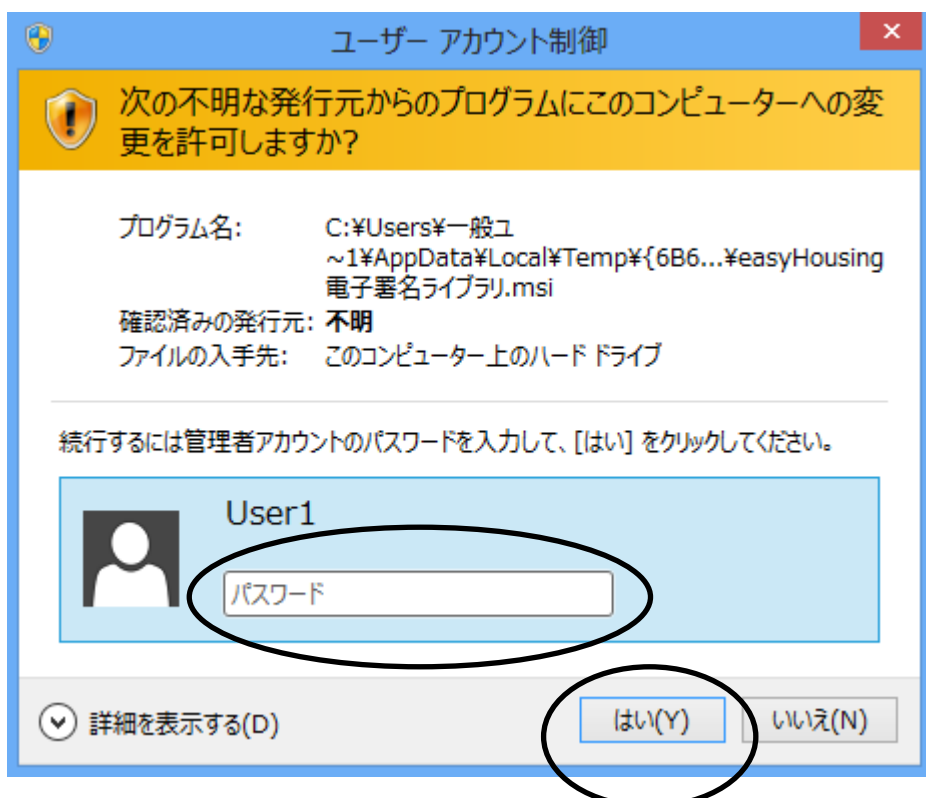 ユーザー アカウント制御
次の不明な発行元からのプログラムにこのコンピューターへの変
更を許可しますか?
プログラム名: C:¥Users¥一般ユ
~1¥AppData¥Local¥Temp¥{6B6...¥easyHousing
電子署名ライブラリ.msi
確認済みの発行元: 不明
ファイルの入手先: このコンピューター上のハード ドライブ
続行するには管理者アカウントのパスワードを入力して、[はい] をクリックしてください。
User1
パスワード
詳細を表示する(D) はい(Y) いいえ(N)